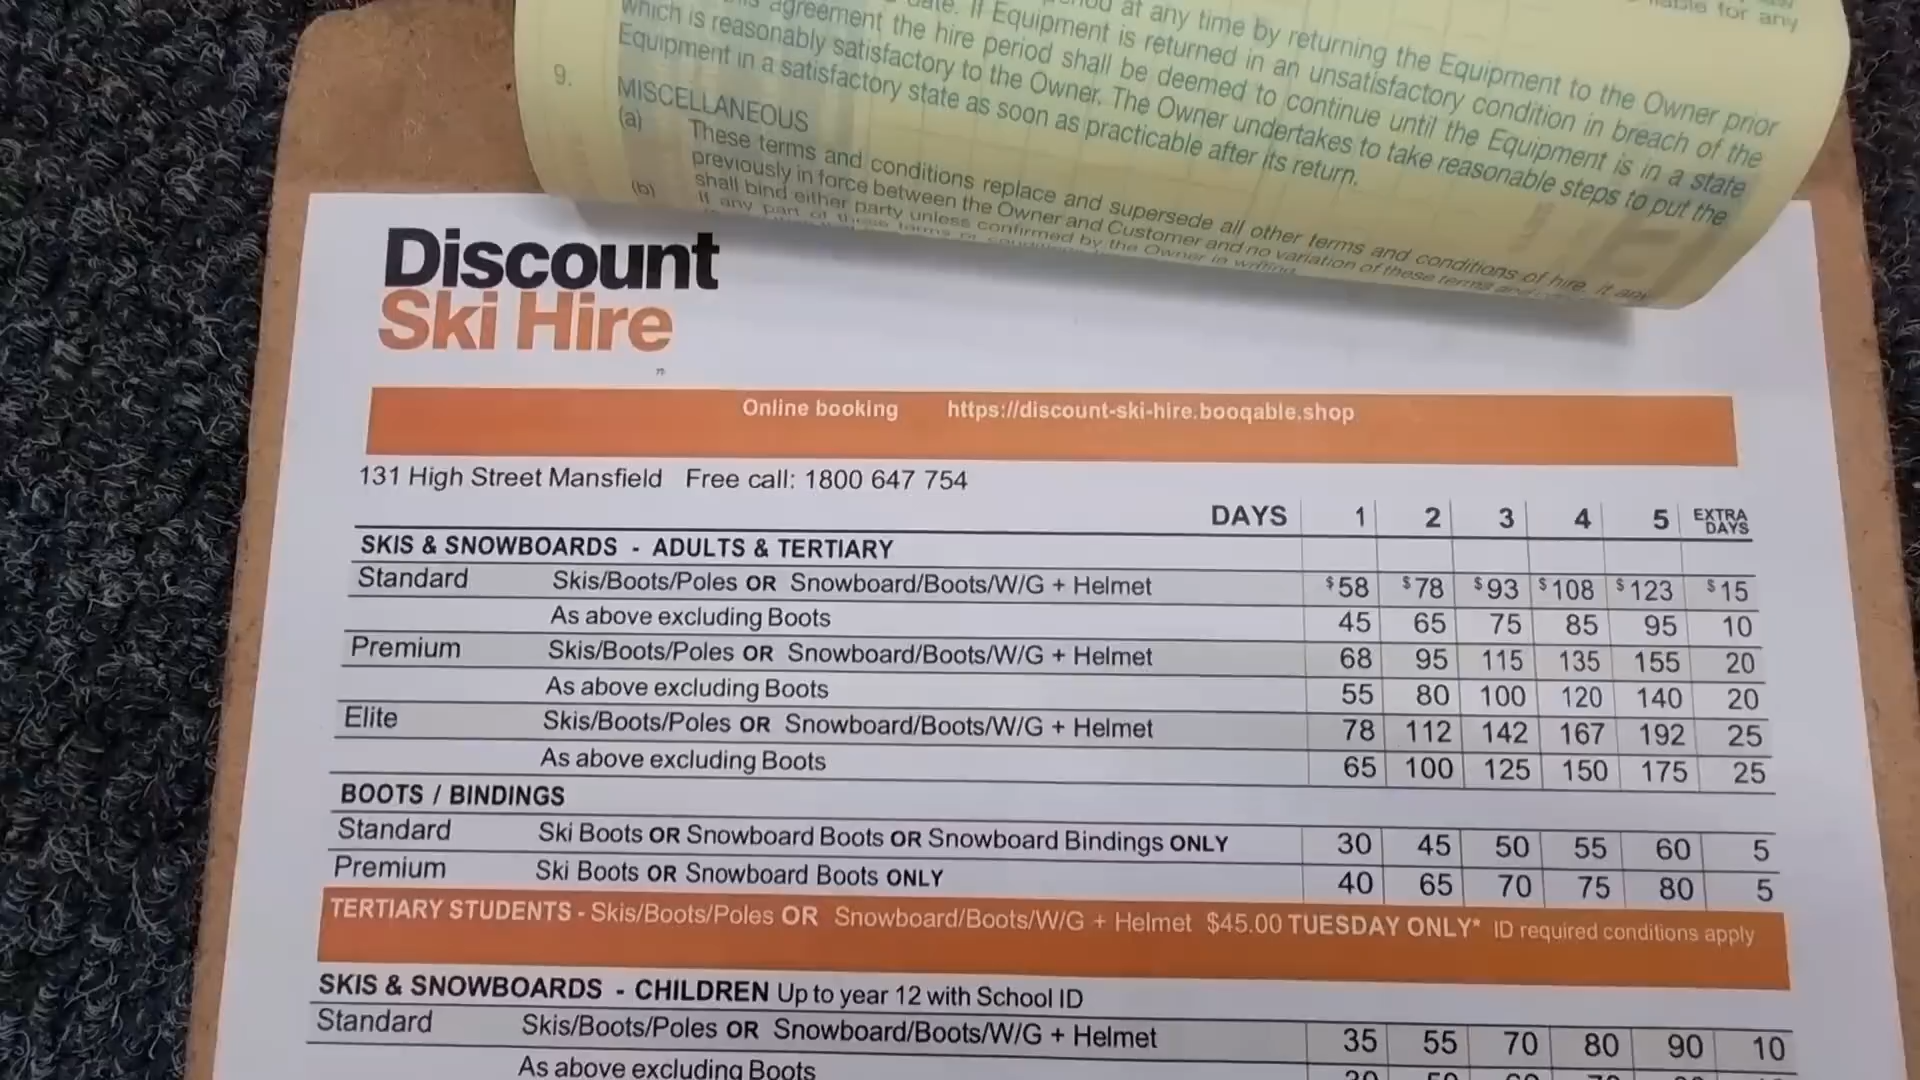 at any time by returning the Equipment to the Owner prior
agreement the hire period shall be deemed to continue until the Equipment is in a state
If Equipment is returned in an unsatisfactory condition in breach of the
which is reasonably satisfactory to the Owner. The Owner undertakes to take reasonable steps to put the
Equipment in a satisfactory state as soon as practicable after its return.
for any
9. MISCELLANEOUS
(a) These terms and conditions replace and supersede all other terms and conditions of hire. If any
previously in force between the Owner and Customer and no variation of these terms and
shall bind either party unless confirmed by the Owner in writing.
(b) If any part of these terms or
Discount
Ski Hire
Online booking https://discount-ski-hire.booqable.shop
131 High Street Mansfield Free call: 1800 647 754
DAYS 1 2 3 4 5 EXTRA DAYS
SKIS & SNOWBOARDS - ADULTS & TERTIARY
Standard Skis/Boots/Poles OR Snowboard/Boots/W/G + Helmet $58 $78 $93 $108 $123 $15
As above excluding Boots 45 65 75 85 95 10
Premium Skis/Boots/Poles OR Snowboard/Boots/W/G + Helmet 68 95 115 135 155 20
As above excluding Boots 55 80 100 120 140 20
Elite Skis/Boots/Poles OR Snowboard/Boots/W/G + Helmet 78 112 142 167 192 25
As above excluding Boots 65 100 125 150 175 25
BOOTS / BINDINGS
Standard Ski Boots OR Snowboard Boots OR Snowboard Bindings ONLY 30 45 50 55 60 5
Premium Ski Boots OR Snowboard Boots ONLY 40 65 70 75 80 5
TERTIARY STUDENTS - Skis/Boots/Poles OR Snowboard/Boots/W/G + Helmet $45.00 TUESDAY ONLY* ID required conditions apply
SKIS & SNOWBOARDS - CHILDREN Up to year 12 with School ID
Standard Skis/Boots/Poles OR Snowboard/Boots/W/G + Helmet 35 55 70 80 90 10
As above excluding Boots